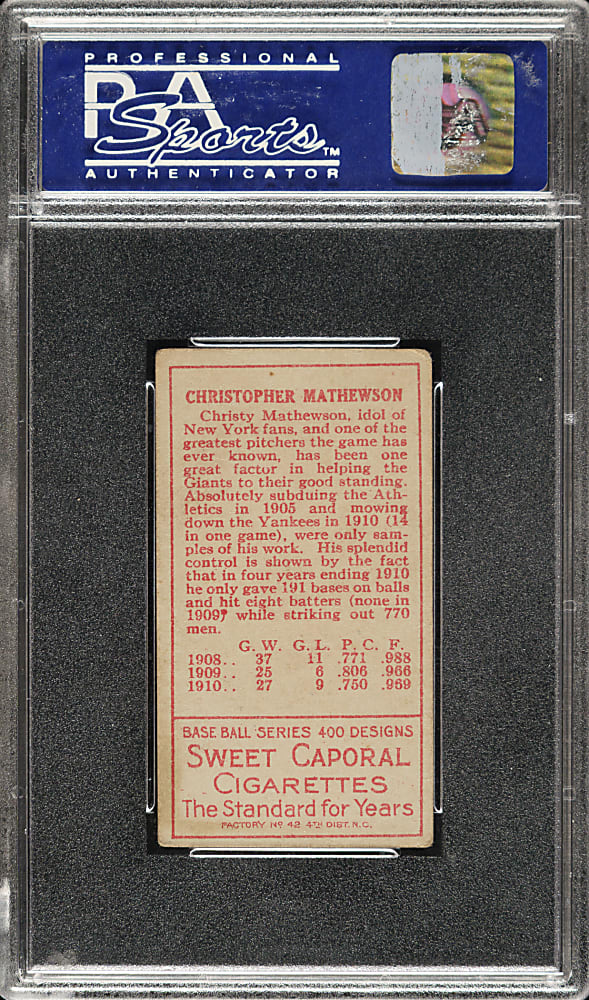 PROFESSIONAL
PSA
Sports TM
AUTHENTICATOR
CHRISTOPHER MATHEWSON
Christy Mathewson, idol of
New York fans, and one of the
greatest pitchers the game has
ever known, has been one
great factor in helping the
Giants to their good standing.
Absolutely subduing the Ath-
letics in 1905 and mowing
down the Yankees in 1910 (14
in one game), were only sam-
ples of his work. His splendid
control is shown by the fact
that in four years ending 1910
he only gave 191 bases on balls
and hit eight batters (none in
1909) while striking out 770
men.
G. W. G. L. P. C. F.
1908.. 37 11 .771 .988
1909.. 25 6 .806 .966
1910.. 27 9 .750 .969
BASE BALL SERIES 400 DESIGNS
SWEET CAPORAL
CIGARETTES
The Standard for Years
FACTORY Nº 42 4TH DIST. N.C.